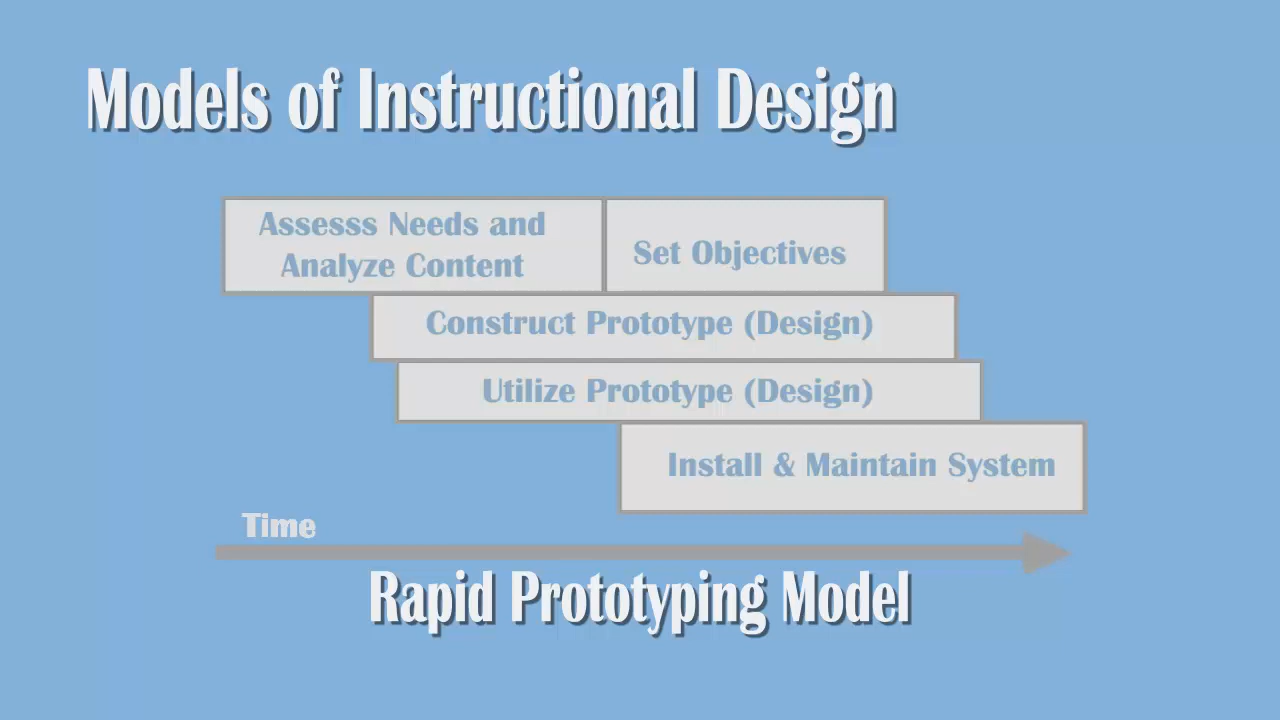 Models of Instructional Design
Assesss Needs and
Analyze Content
Set Objectives
Construct Prototype (Design)
Utilize Prototype (Design)
Install & Maintain System
Time
Rapid Prototyping Model